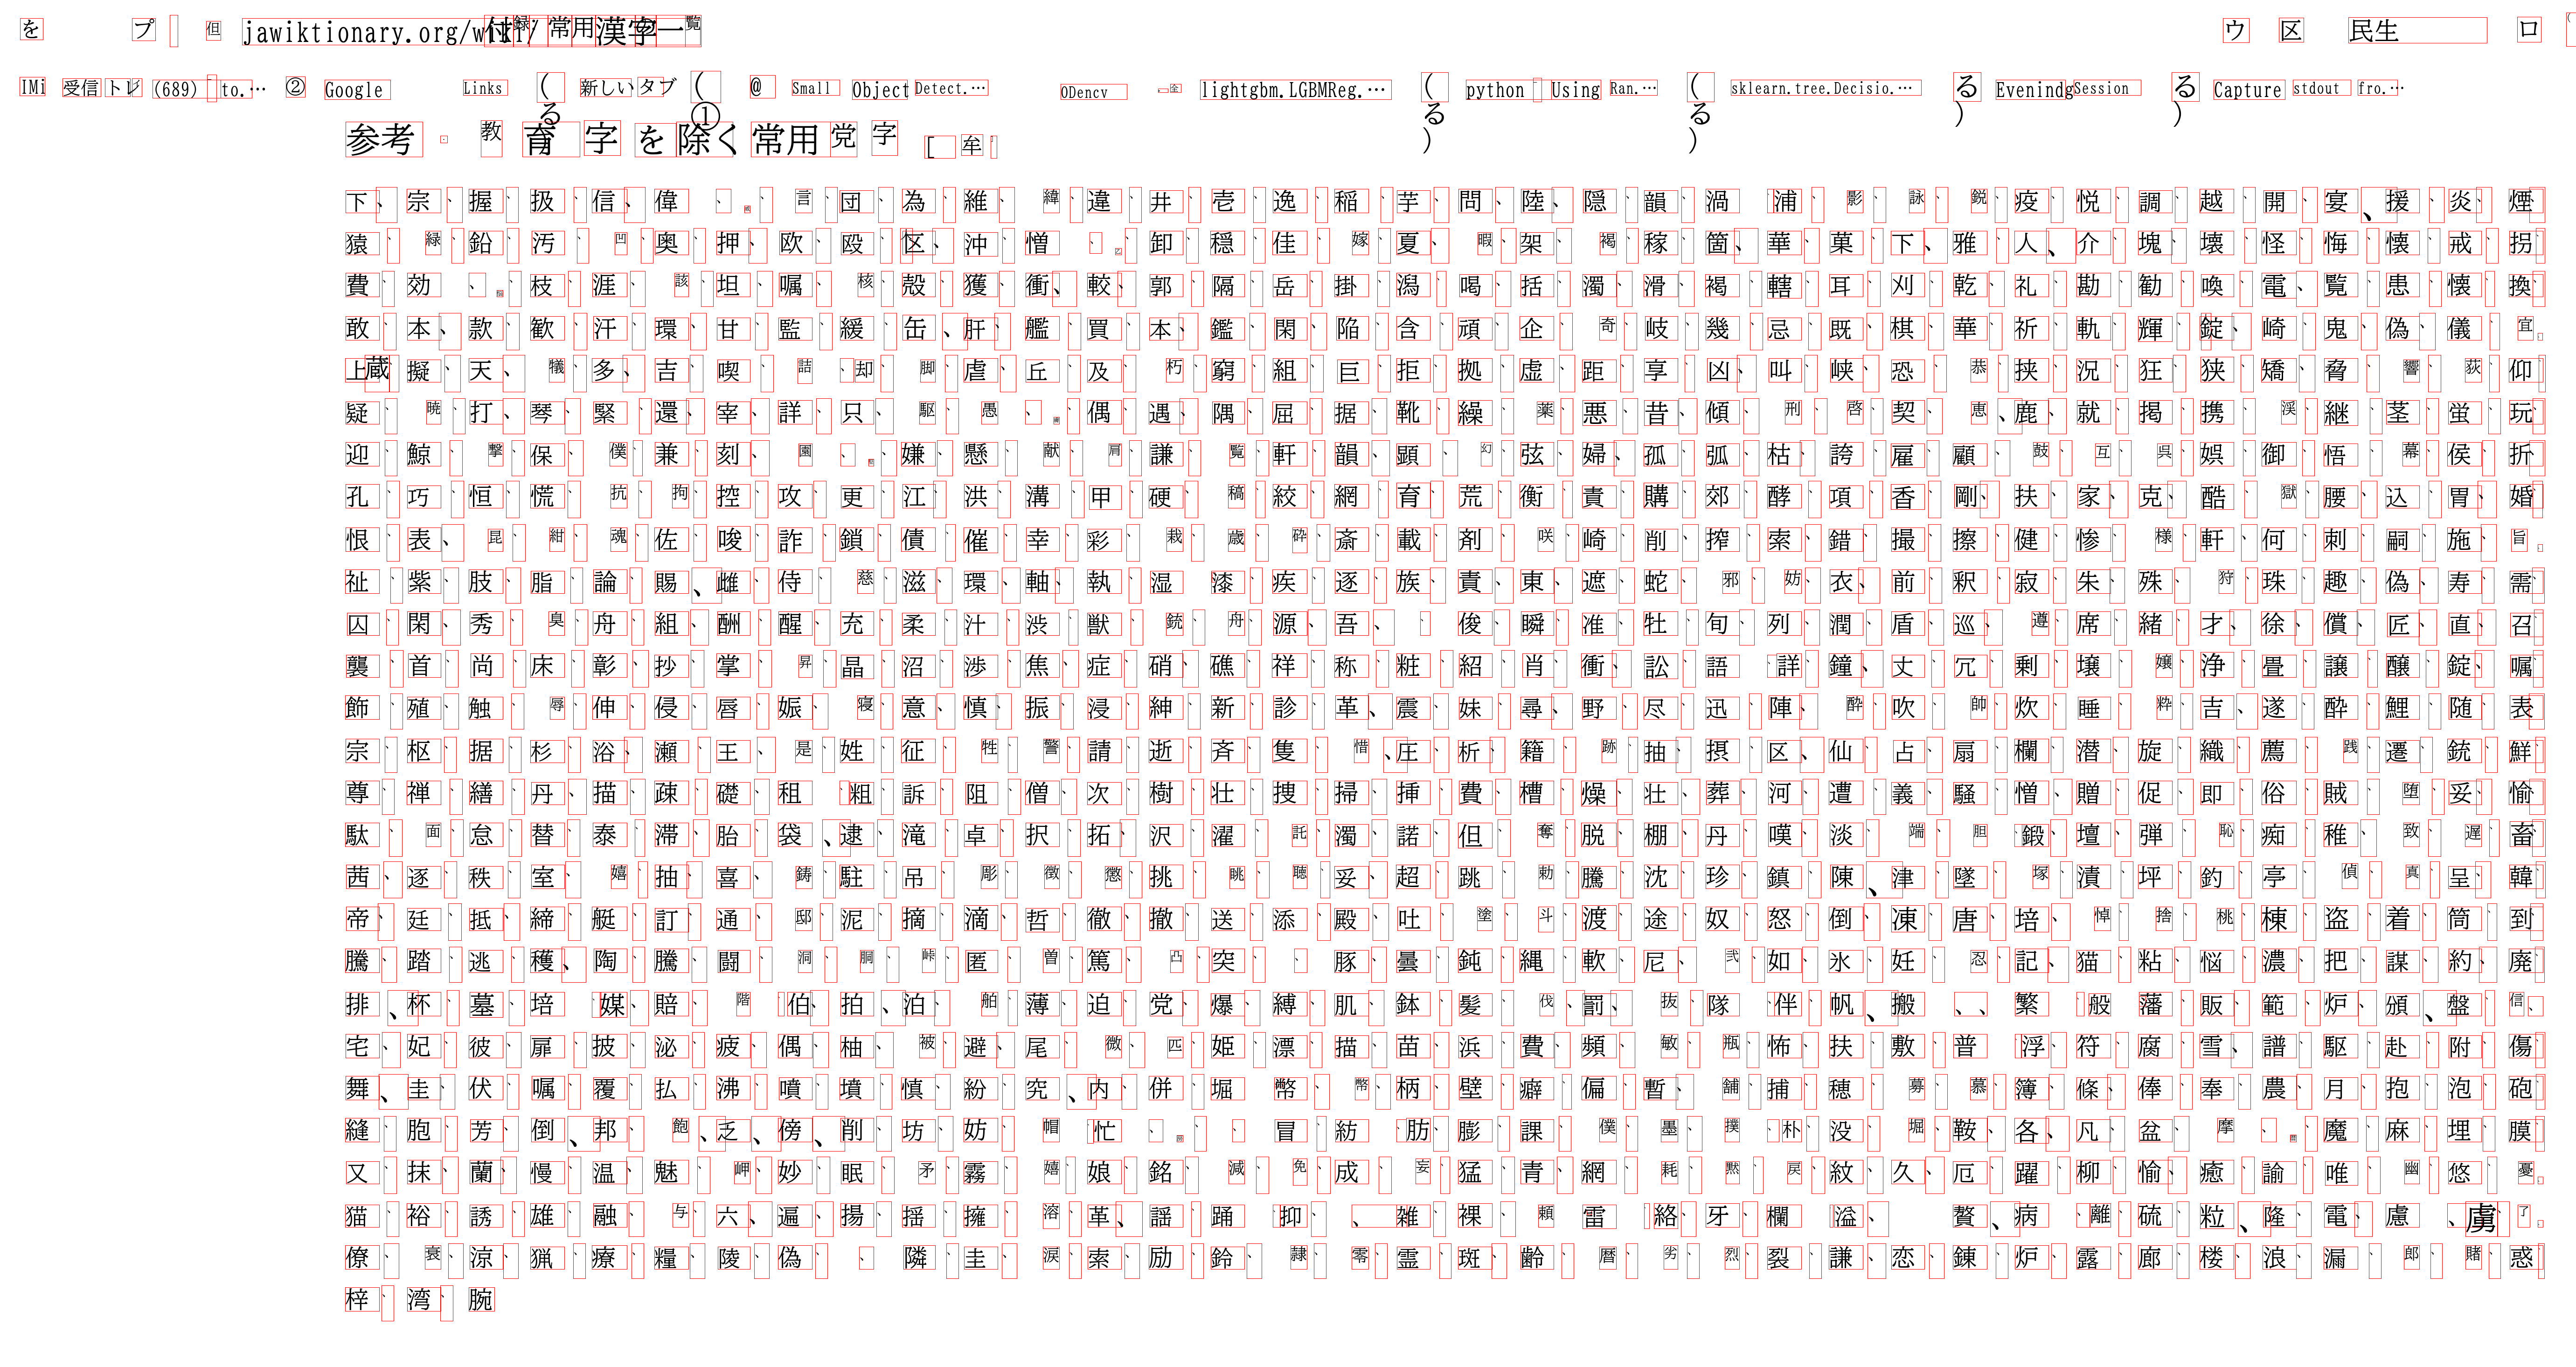 を プ 但 jawiktionary.org/wiki/付録常用漢字一覧 ウ 区 民生 ロ
IMi 受信トレ (689) to.… ② Google Links (る 新しいタブ (① @ Small Object Detect.… ODencv 金 lightgbm.LGBMReg.… (る) python Using Ran.… (る) sklearn.tree.Decisio.… る) Evenindg Session る) Capture stdout fro.…
参考 教育字を除く常用党字 [ 牟
下、宗、握、扱、信、偉、、言、団、為、維、緯、違、井、壱、逸、稲、芋、問、陸、隠、韻、渦 浦、影、詠、鋭、疫、悦、調、越、開、宴、援、炎、煙
猿、緑、鉛、汚、凹、奥、押、欧、殴、区、沖、憎、、卸、穏、佳、嫁、夏、暇、架、褐、稼、箇、華、菓、下、雅、人、介、塊、壊、怪、悔、懐、戒、拐
費、効、、枝、涯、該、坦、嘱、核、殻、獲、衝、較、郭、隔、岳、掛、潟、喝、括、濁、滑、褐、轄、耳、刈、乾、礼、勘、勧、喚、電、覧、患、懐、換
敢、本、款、歓、汗、環、甘、監、緩、缶、肝、艦、買、本、鑑、閑、陥、含、頑、企、奇、岐、幾、忌、既、棋、華、祈、軌、輝、錠、崎、鬼、偽、儀、宜、
上蔵、擬、天、犠、多、吉、喫、詰、却、脚、虐、丘、及、朽、窮、組、巨、拒、拠、虚、距、享、凶、叫、峡、恐、恭、挟、況、狂、狭、矯、脅、響、荻、仰
疑、暁、打、琴、緊、還、宰、詳、只、駆、愚、、偶、遇、隅、屈、据、靴、繰、薬、悪、昔、傾、刑、啓、契、恵、鹿、就、掲、携、渓、継、茎、蛍、玩
迎、鯨、撃、保、僕、兼、刻、園、、嫌、懸、献、肩、謙、覧、軒、韻、顕、幻、弦、婦、孤、弧、枯、誇、雇、顧、鼓、互、呉、娯、御、悟、幕、侯、折
孔、巧、恒、慌、抗、拘、控、攻、更、江、洪、溝、甲、硬、稿、絞、網、育、荒、衡、責、購、郊、酵、項、香、剛、扶、家、克、酷、獄、腰、込、胃、婚
恨、表、昆、紺、魂、佐、唆、詐、鎖、債、催、幸、彩、栽、歳、砕、斎、載、剤、咲、崎、削、搾、索、錯、撮、擦、健、惨、様、軒、何、刺、嗣、施、旨、
祉、紫、肢、脂、論、賜、雌、侍、慈、滋、環、軸、執、湿 漆、疾、逐、族、責、東、遮、蛇、邪、妨、衣、前、釈、寂、朱、殊、狩、珠、趣、偽、寿、需
囚、閑、秀、臭、舟、組、酬、醒、充、柔、汁、渋、獣、銃、舟、源、吾、 俊、瞬、准、牡、旬、列、潤、盾、巡、遵、席、緒、才、徐、償、匠、直、召
襲、首、尚、床、彰、抄、掌、昇、晶、沼、渉、焦、症、硝、礁、祥、称、粧、紹、肖、衝、訟、語 詳、鐘、丈、冗、剰、壌、嬢、浄、畳、譲、醸、錠、嘱
飾、殖、触、辱、伸、侵、唇、娠、寝、意、慎、振、浸、紳、新、診、革、震、妹、尋、野、尽、迅、陣、酔、吹、帥、炊、睡、粋、吉、遂、酔、鯉、随、表
宗、枢、据、杉、浴、瀬、王、是、姓、征、牲、警、請、逝、斉、隻、惜、庄、析、籍、跡、抽、摂、区、仙、占、扇、欄、潜、旋、織、薦、践、遷、銃、鮮
尊、禅、繕、丹、描、疎、礎、租 粗、訴、阻、僧、次、樹、壮、捜、掃、挿、費、槽、燥、壮、葬、河、遭、義、騒、憎、贈、促、即、俗、賊、堕、妥、愉
駄、面、怠、替、泰、滞、胎、袋、逮、滝、卓、択、拓、沢、濯、託、濁、諾、但、奪、脱、棚、丹、嘆、淡、端、胆、鍛、壇、弾、恥、痴、稚、致、遅、畜
茜、逐、秩、室、嬉、抽、喜、鋳、駐、吊、彫、徴、懲、挑、眺、聴、妥、超、跳、勅、騰、沈、珍、鎮、陳、津、墜、塚、漬、坪、釣、亭、偵、真、呈、韓
帝、廷、抵、締、艇、訂、通、邸、泥、摘、滴、哲、徹、撤、送、添、殿、吐、塗、斗、渡、途、奴、怒、倒、凍、唐、培、悼、捨、桃、棟、盗、着、筒、到
騰、踏、逃、穫、陶、騰、闘、洞、胴、峠、匿、曽、篤、凸、突、、豚、曇、鈍、縄、軟、尼、弐、如、氷、妊、忍、記、猫、粘、悩、濃、把、謀、約、廃
排、杯、墓、培 媒、賠、階、伯、拍、泊、舶、薄、迫、党、爆、縛、肌、鉢、髪、伐、罰、抜、隊、伴、帆、搬、、、繁、般 藩、販、範、炉、頒、盤、信、
宅、妃、彼、扉、披、泌、疲、偶、柚、被、避、尾、微、匹、姫、漂、描、苗、浜、費、頻、敏、瓶、怖、扶、敷、普 浮、符、腐、雪、譜、駆、赴、附、傷
舞、圭、伏、嘱、覆、払、沸、噴、墳、慎、紛、究、内、併、堀 幣、幣、柄、壁、癖、偏、暫、舗、捕、穂、募、慕、簿、條、俸、奉、農、月、抱、泡、砲
縫、胞、芳、倒、邦、飽、乏、傍、削、坊、妨 帽、忙、、、、冒、紡、肪、膨、課、僕、墨、撲、朴、没、堀、鞍、各、凡、盆、摩、、魔、麻、埋、膜
又、抹、蘭、慢、温、魅、岬、妙、眠、矛、霧、嬉、娘、銘、減、免、成、妄、猛、青、網、耗、黙、戻、紋、久、厄、躍、柳、愉、癒、諭、唯、幽、悠、憂、
猫、裕、誘、雄、融、与、六、遍、揚、揺、擁、溶、革、謡、踊 抑、、雑、裸、頼 雷、絡、牙、欄 溢、 贅、病、離、硫、粒、隆、電、慮、虜、了、
僚、衰、涼、猟、療、糧、陵、偽、、隣、圭、涙、索、励、鈴、隷、零、霊、斑、齢、暦、劣、烈、裂、謙、恋、錬、炉、露、廊、楼、浪、漏、郎、賭、惑
梓、湾、腕